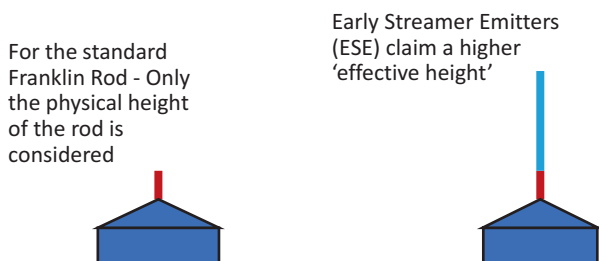 For the standard
Franklin Rod - Only
the physical height
of the rod is
considered
Early Streamer Emitters
(ESE) claim a higher
‘effective height’